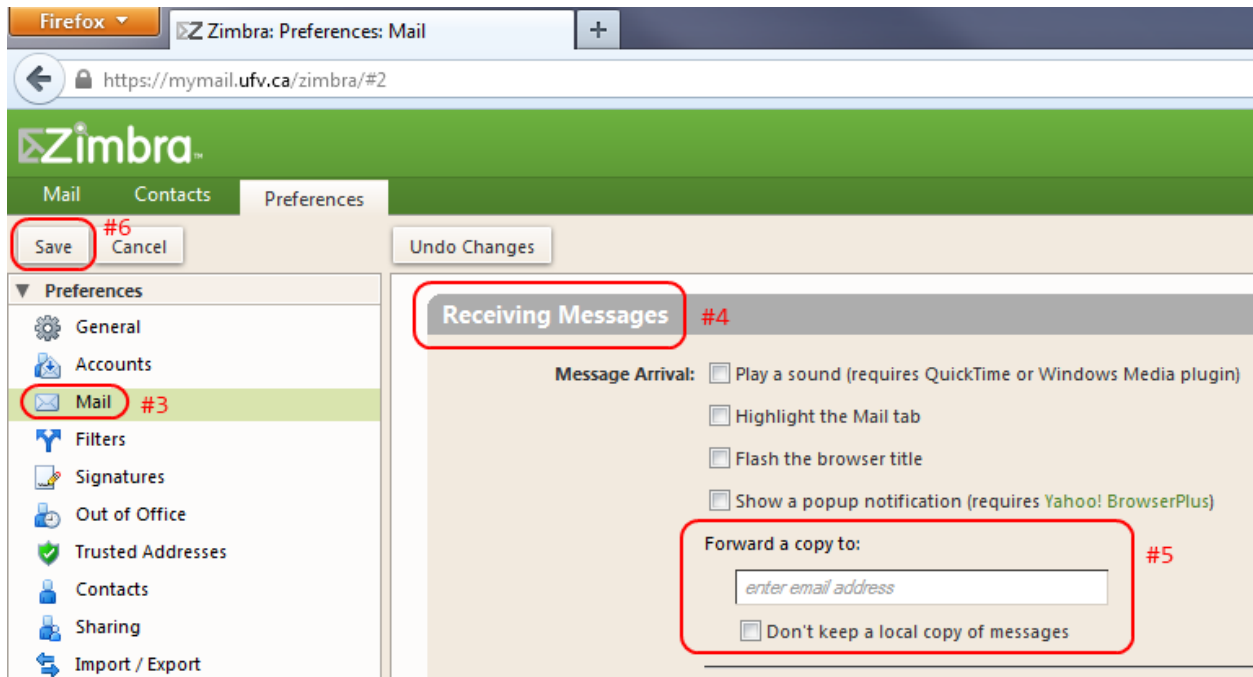 Firefox
Zimbra: Preferences: Mail
+
https://mymail.ufv.ca/zimbra/#2
Zimbra™
Mail Contacts Preferences
#6
Save Cancel Undo Changes
Preferences
General
Accounts
Mail #3
Filters
Signatures
Out of Office
Trusted Addresses
Contacts
Sharing
Import / Export
Receiving Messages #4
Message Arrival: Play a sound (requires QuickTime or Windows Media plugin)
Highlight the Mail tab
Flash the browser title
Show a popup notification (requires Yahoo! BrowserPlus)
Forward a copy to:
#5
enter email address
Don't keep a local copy of messages